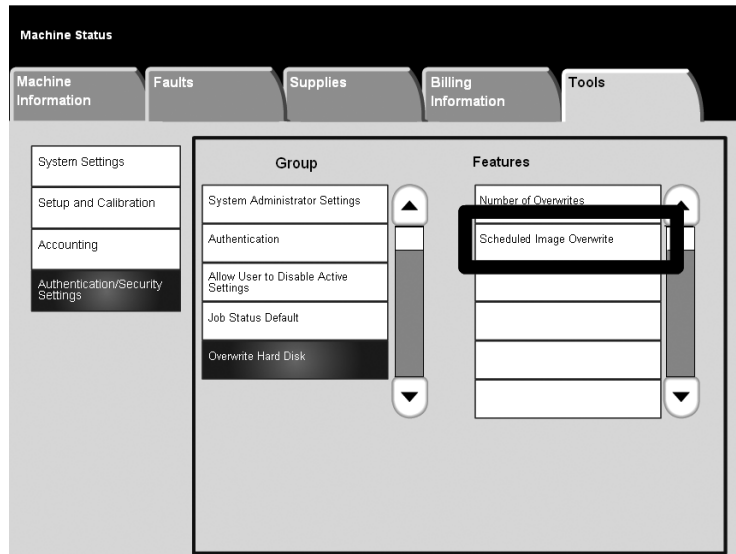 Machine Status
Machine
Information
Faults
Supplies
Billing
Information
Tools
System Settings
Setup and Calibration
Accounting
Authentication/Security
Settings
Group
System Administrator Settings
Authentication
Allow User to Disable Active
Settings
Job Status Default
Overwrite Hard Disk
Features
Number of Overwrites
Scheduled Image Overwrite